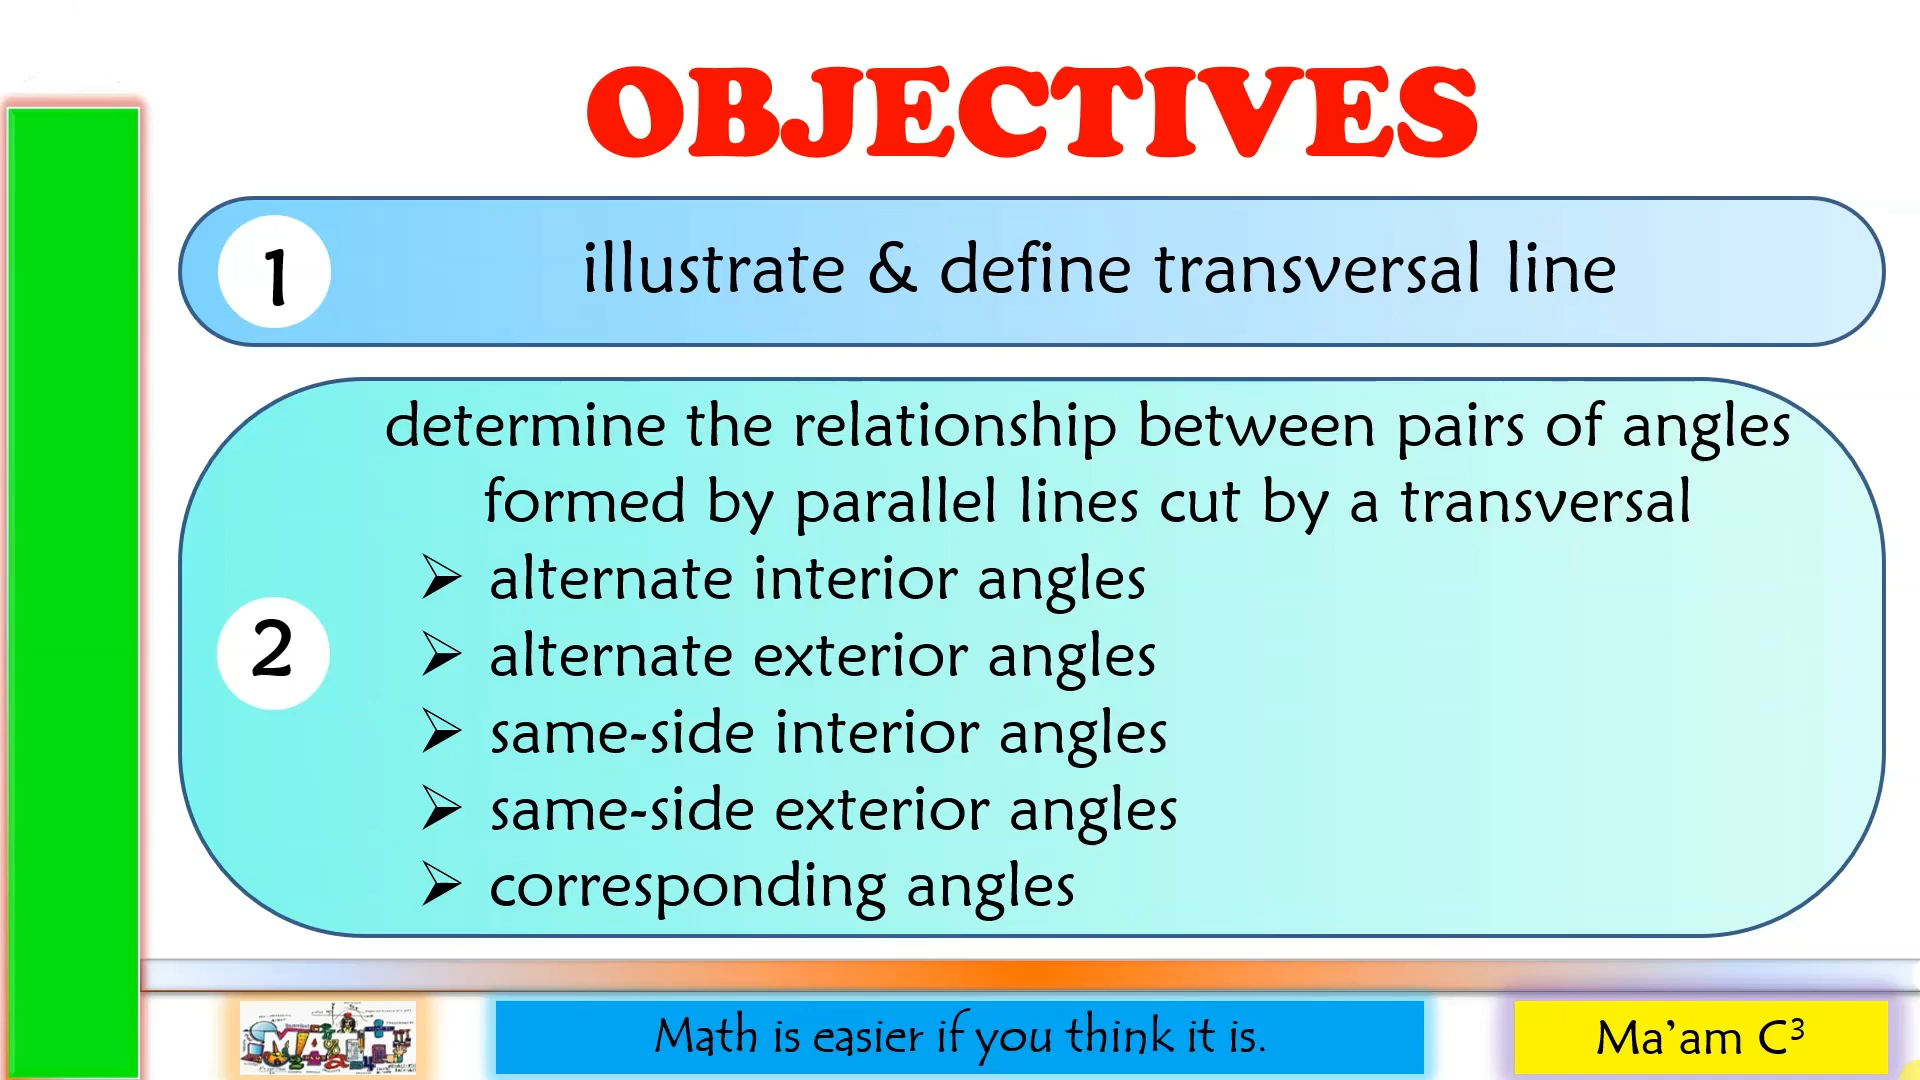 OBJECTIVES
1
illustrate & define transversal line
2
determine the relationship between pairs of angles
formed by parallel lines cut by a transversal
➢ alternate interior angles
➢ alternate exterior angles
➢ same-side interior angles
➢ same-side exterior angles
➢ corresponding angles
MATH
Math is easier if you think it is.
Ma’am C³